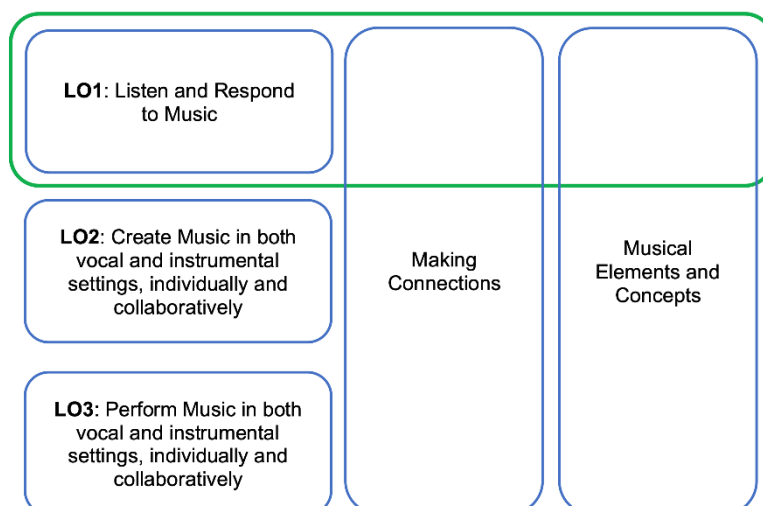 LO1: Listen and Respond
to Music
LO2: Create Music in both
vocal and instrumental
settings, individually and
collaboratively
LO3: Perform Music in both
vocal and instrumental
settings, individually and
collaboratively
Making
Connections
Musical
Elements and
Concepts